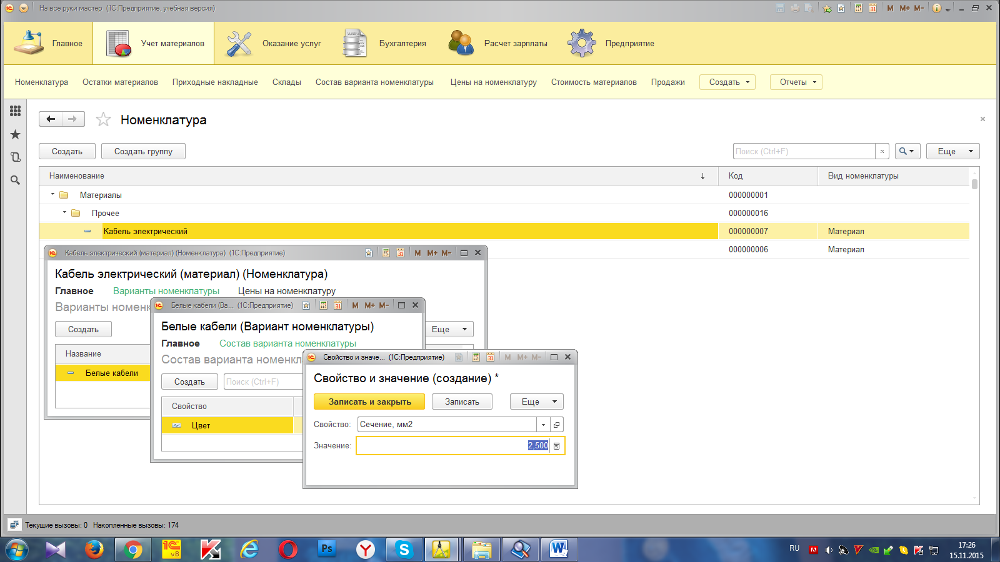 На все руки мастер (1С:Предприятие, учебная версия)
M M+ M-
Главное
Учет материалов
Оказание услуг
Бухгалтерия
Расчет зарплаты
Предприятие
Номенклатура
Остатки материалов
Приходные накладные
Склады
Состав варианта номенклатуры
Цены на номенклатуру
Стоимость материалов
Продажи
Создать
Отчеты
Номенклатура
Создать
Создать группу
Поиск (Ctrl+F)
Еще
Наименование
Код
Вид номенклатуры
Материалы
000000001
Прочее
000000016
Кабель электрический
000000007
Материал
000000006
Материал
Кабель электрический (материал) (Номенклатура) (1С:Предприятие)
M M+ M-
Кабель электрический (материал) (Номенклатура)
Главное
Варианты номенклатуры
Цены на номенклатуру
Варианты номен
Создать
Еще
Название
Белые кабели
Белые кабели (Ва... (1С:Предприятие)
M M+ M-
Белые кабели (Вариант номенклатуры)
Главное
Состав варианта номенклатуры
Состав варианта номен
Создать
Поиск (Ctrl+F)
Свойство
Цвет
Свойство и значе... (1С:Предприятие)
M M+ M-
Свойство и значение (создание) *
Записать и закрыть
Записать
Еще
Свойство:
Сечение, мм2
Значение:
2,500
Текущие вызовы: 0 Накопленные вызовы: 174
RU
17:26
15.11.2015